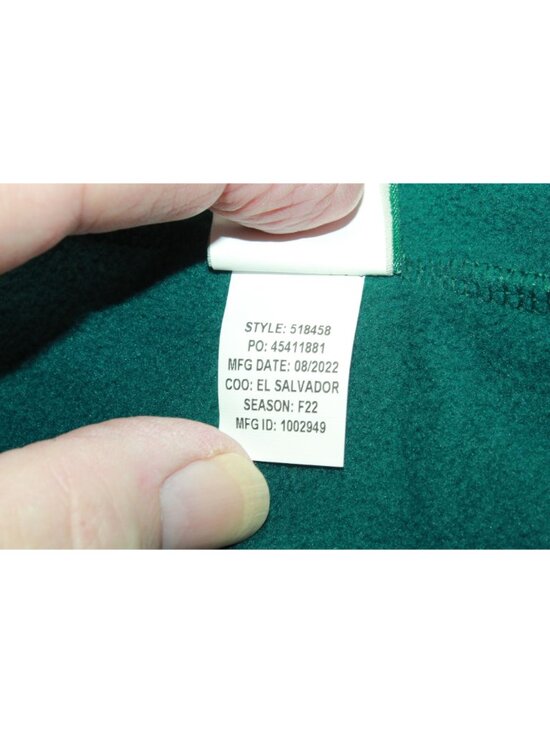 STYLE: 518458
PO: 45411881
MFG DATE: 08/2022
COO: EL SALVADOR
SEASON: F22
MFG ID: 1002949